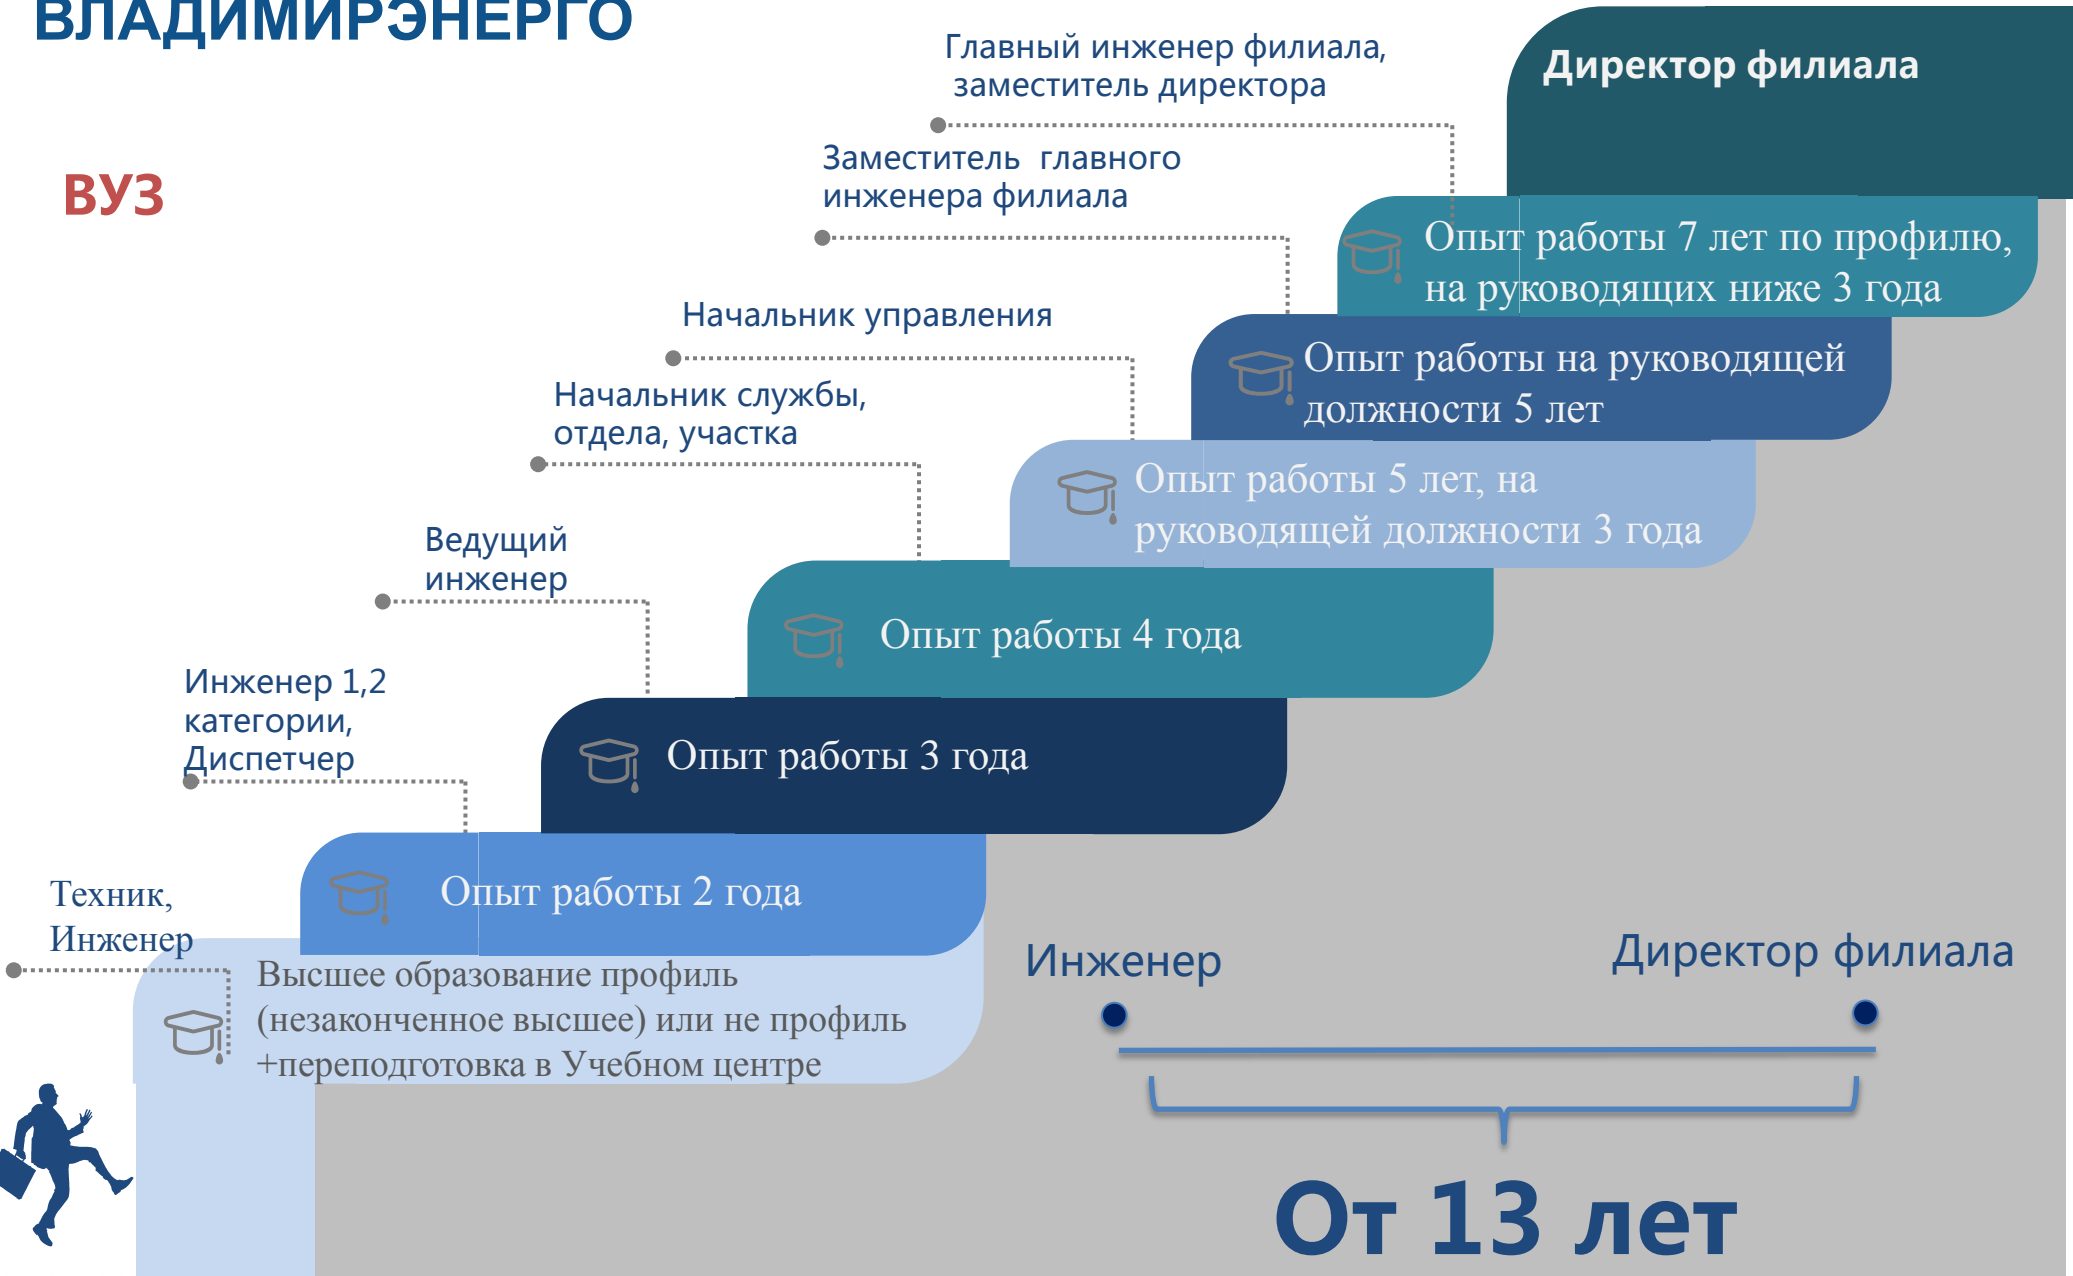 ВЛАДИМИРЭНЕРГО
ВУЗ
Главный инженер филиала,
заместитель директора
Директор филиала
Заместитель главного
инженера филиала
Опыт работы 7 лет по профилю,
на руководящих ниже 3 года
Начальник управления
Опыт работы на руководящей
должности 5 лет
Начальник службы,
отдела, участка
Опыт работы 5 лет, на
руководящей должности 3 года
Ведущий
инженер
Опыт работы 4 года
Инженер 1,2
категории,
Диспетчер
Опыт работы 3 года
Техник,
Инженер
Опыт работы 2 года
Высшее образование профиль
(незаконченное высшее) или не профиль
+переподготовка в Учебном центре
Инженер
Директор филиала
От 13 лет